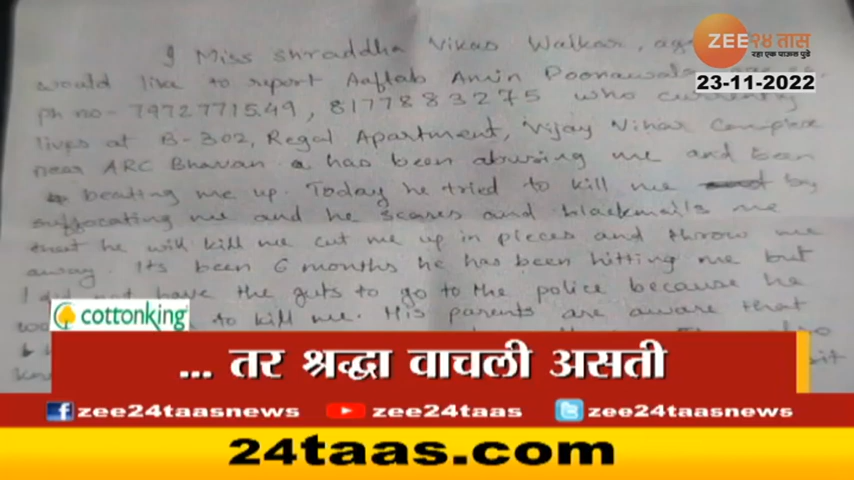 ZEE २४ तास
रहा एक पाऊल पुढे
23-11-2022
I Miss Shraddha Vikas Walkar, age
would like to report Aaftab Amin Poonawala
ph no- 7972771549, 8177883275 who currently
lives at B-302, Regal Apartment, Vijay Vihar Complex
near ARC Bhavan has been abusing me and been
beating me up. Today he tried to kill me by
suffocating me and he scares and blackmails me
that he will kill me cut me up in pieces and throw me
away. Its been 6 months he has been hitting me but
I did not have the guts to go to the police because he
to kill me. His parents are aware that
cottonking
... तर श्रद्धा वाचली असती
zee24taasnews zee24taas zee24taasnews
24taas.com